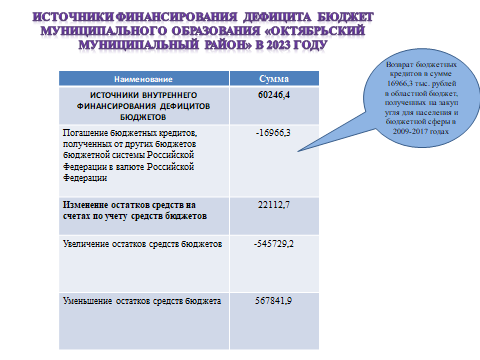 ИСТОЧНИКИ ФИНАНСИРОВАНИЯ ДЕФИЦИТА БЮДЖЕТ
МУНИЦИПАЛЬНОГО ОБРАЗОВАНИЯ «ОКТЯБРЬСКИЙ
МУНИЦИПАЛЬНЫЙ РАЙОН» В 2023 ГОДУ
Наименование Сумма
ИСТОЧНИКИ ВНУТРЕННЕГО 60246,4
ФИНАНСИРОВАНИЯ ДЕФИЦИТОВ
БЮДЖЕТОВ
Погашение бюджетных кредитов, -16966,3
полученных от других бюджетов
бюджетной системы Российской
Федерации в валюте Российской
Федерации
Изменение остатков средств на 22112,7
счетах по учету средств бюджетов
Увеличение остатков средств бюджетов -545729,2
Уменьшение остатков средств бюджета 567841,9
Возврат бюджетных
кредитов в сумме
16966,3 тыс. рублей
в областной бюджет,
полученных на закуп
угля для населения и
бюджетной сферы в
2009-2017 годах